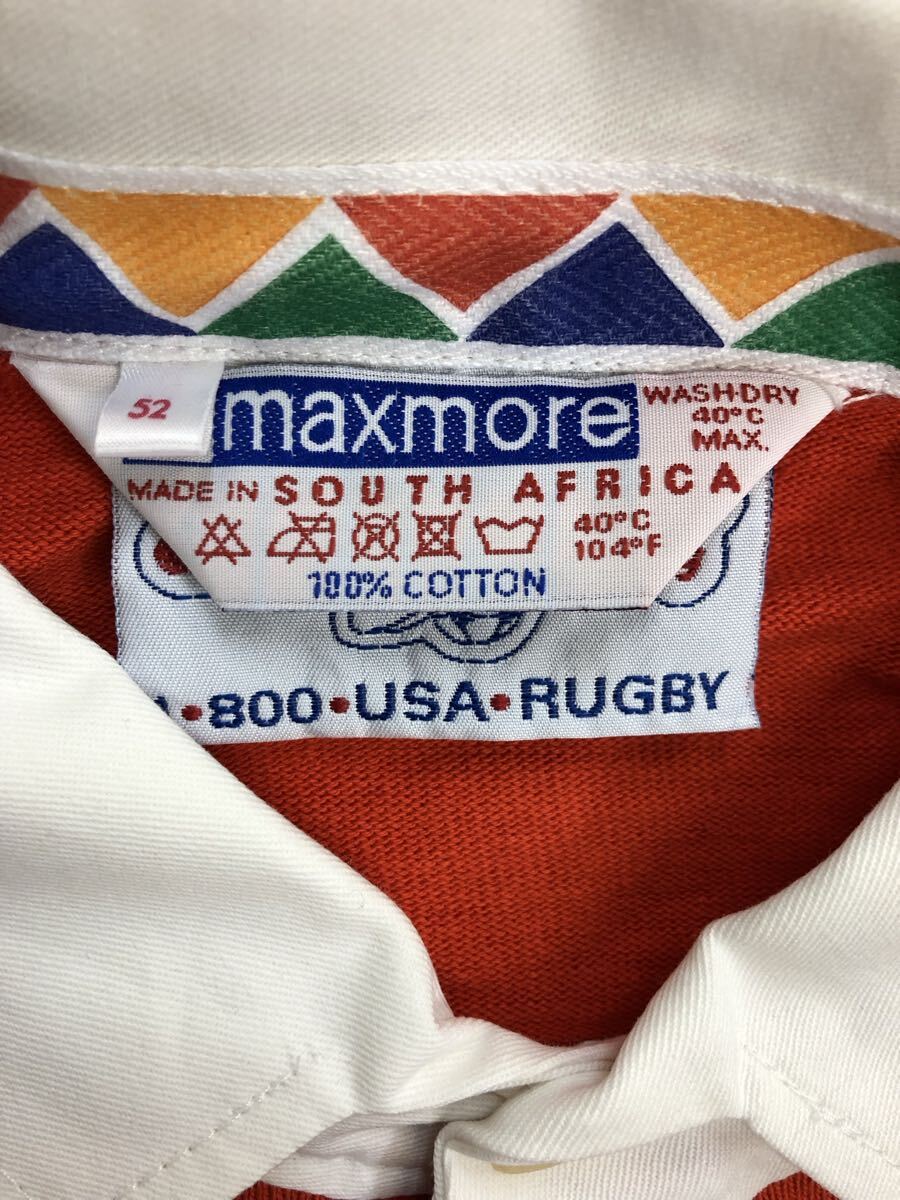 52
maxmore
WASH·DRY
40°C
MAX.
MADE IN SOUTH AFRICA
40°C
104°F
100% COTTON
800•USA•RUGBY